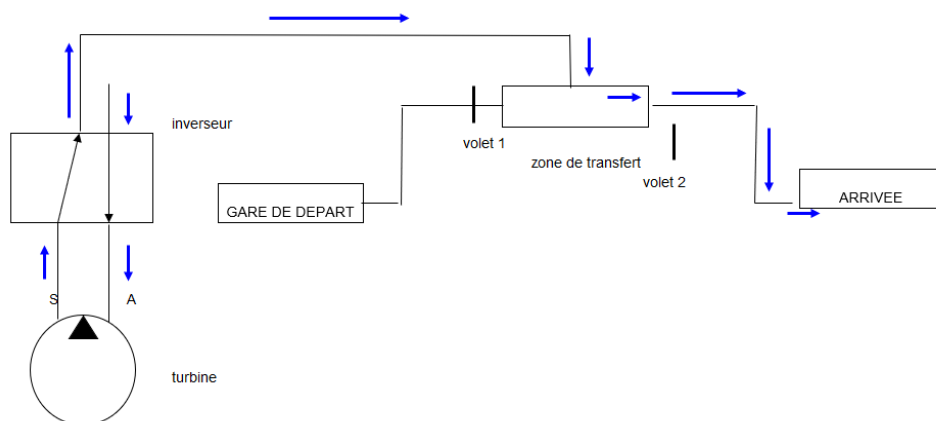 inverseur
volet 1
zone de transfert
volet 2
GARE DE DEPART
ARRIVEE
S
A
turbine